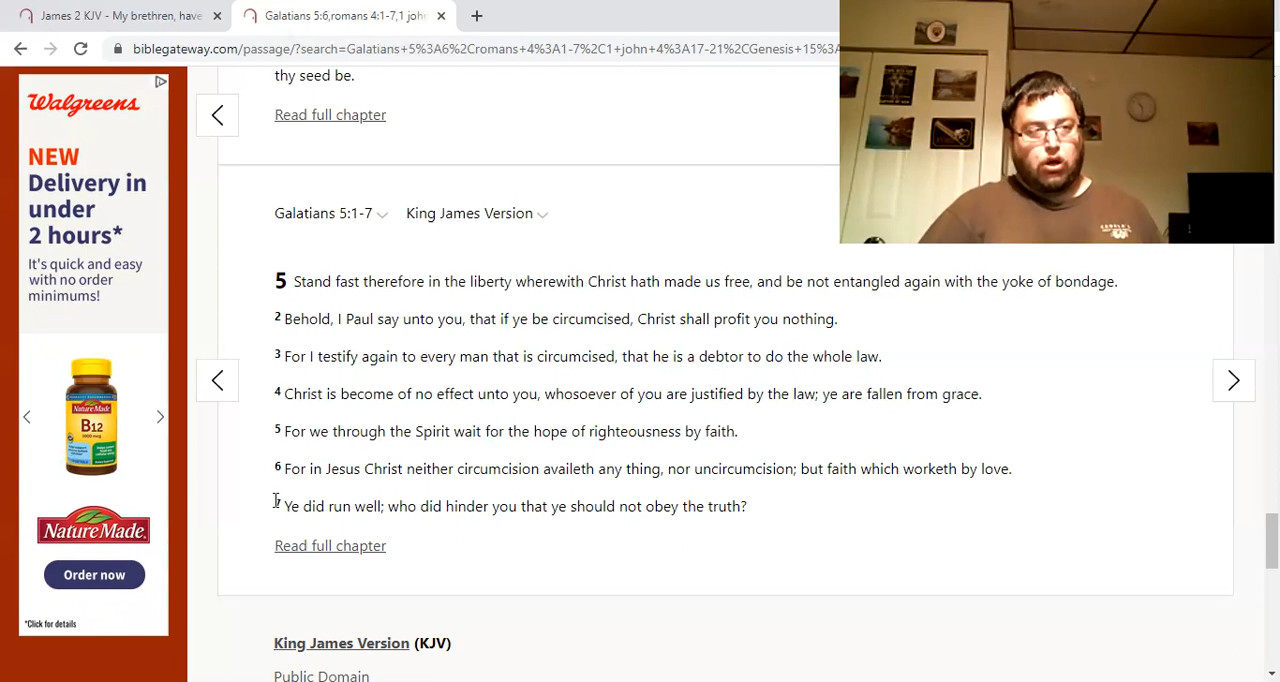 James 2 KJV - My brethren, have
Galatians 5:6,romans 4:1-7,1 joh
biblegateway.com/passage/?search=Galatians+5%3A6%2Cromans+4%3A1-7%2C1+john+4%3A17-21%2CGenesis+15%3A
Walgreens
NEW
Delivery in
under
2 hours*
It's quick and easy
with no order
minimums!
Nature Made
B12
Nature Made
Order now
*Click for details
thy seed be.
Read full chapter
Galatians 5:1-7
King James Version
5 Stand fast therefore in the liberty wherewith Christ hath made us free, and be not entangled again with the yoke of bondage.
2 Behold, I Paul say unto you, that if ye be circumcised, Christ shall profit you nothing.
3 For I testify again to every man that is circumcised, that he is a debtor to do the whole law.
4 Christ is become of no effect unto you, whosoever of you are justified by the law; ye are fallen from grace.
5 For we through the Spirit wait for the hope of righteousness by faith.
6 For in Jesus Christ neither circumcision availeth any thing, nor uncircumcision; but faith which worketh by love.
7 Ye did run well; who did hinder you that ye should not obey the truth?
Read full chapter
King James Version (KJV)
Public Domain